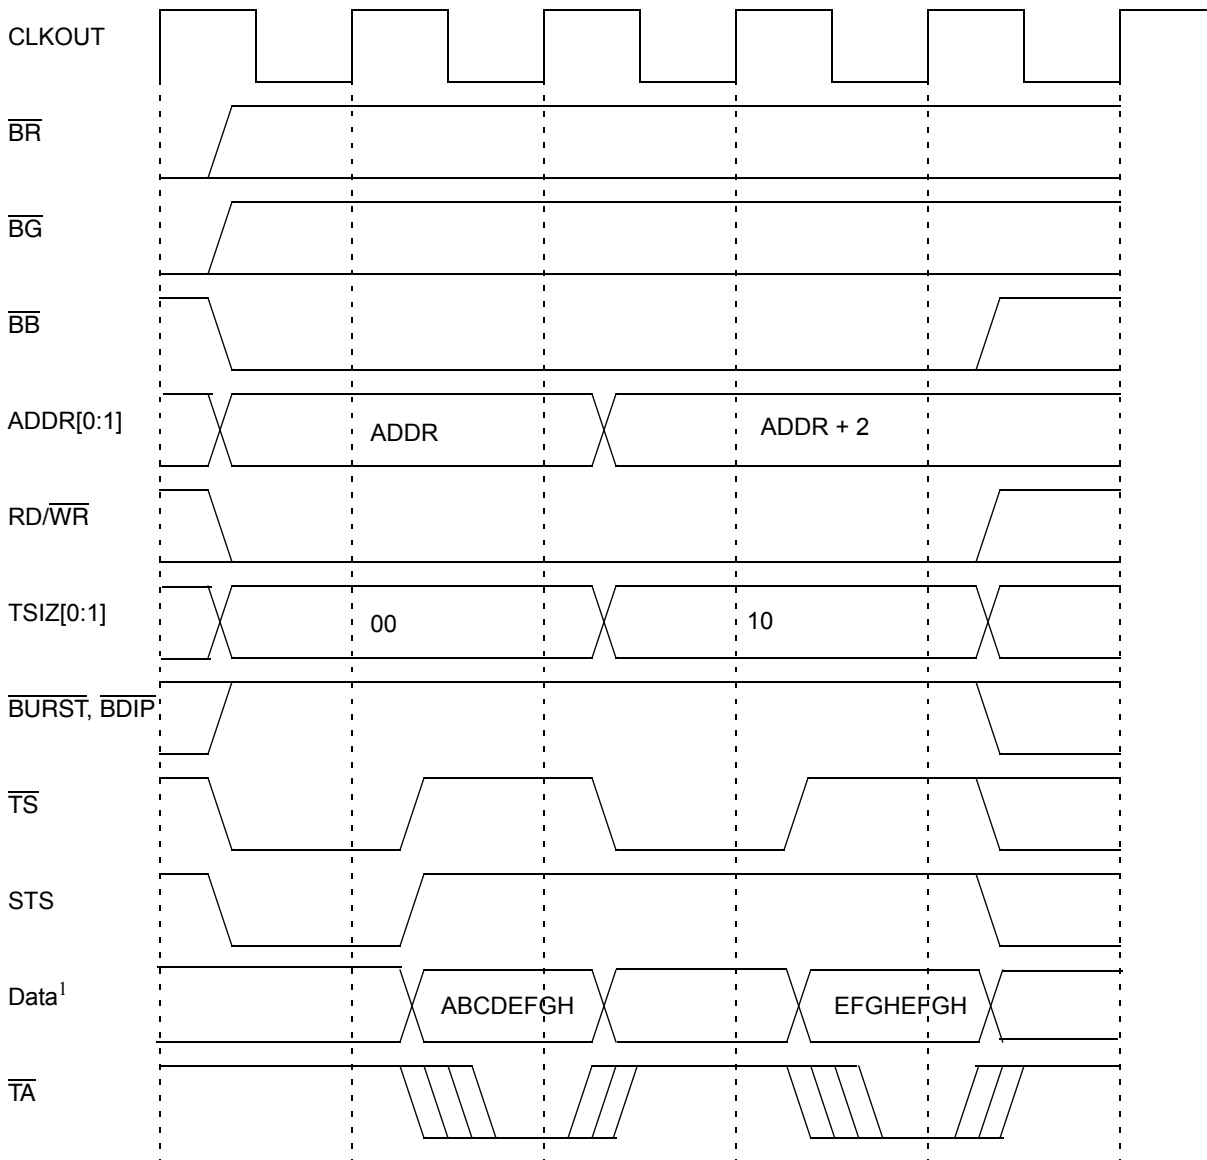 CLKOUT
BR
BG
BB
ADDR[0:1]
ADDR
ADDR + 2
RD/WR
TSIZ[0:1]
00
10
BURST, BDIP
TS
STS
Data1
ABCDEFGH
EFGHEFGH
TA